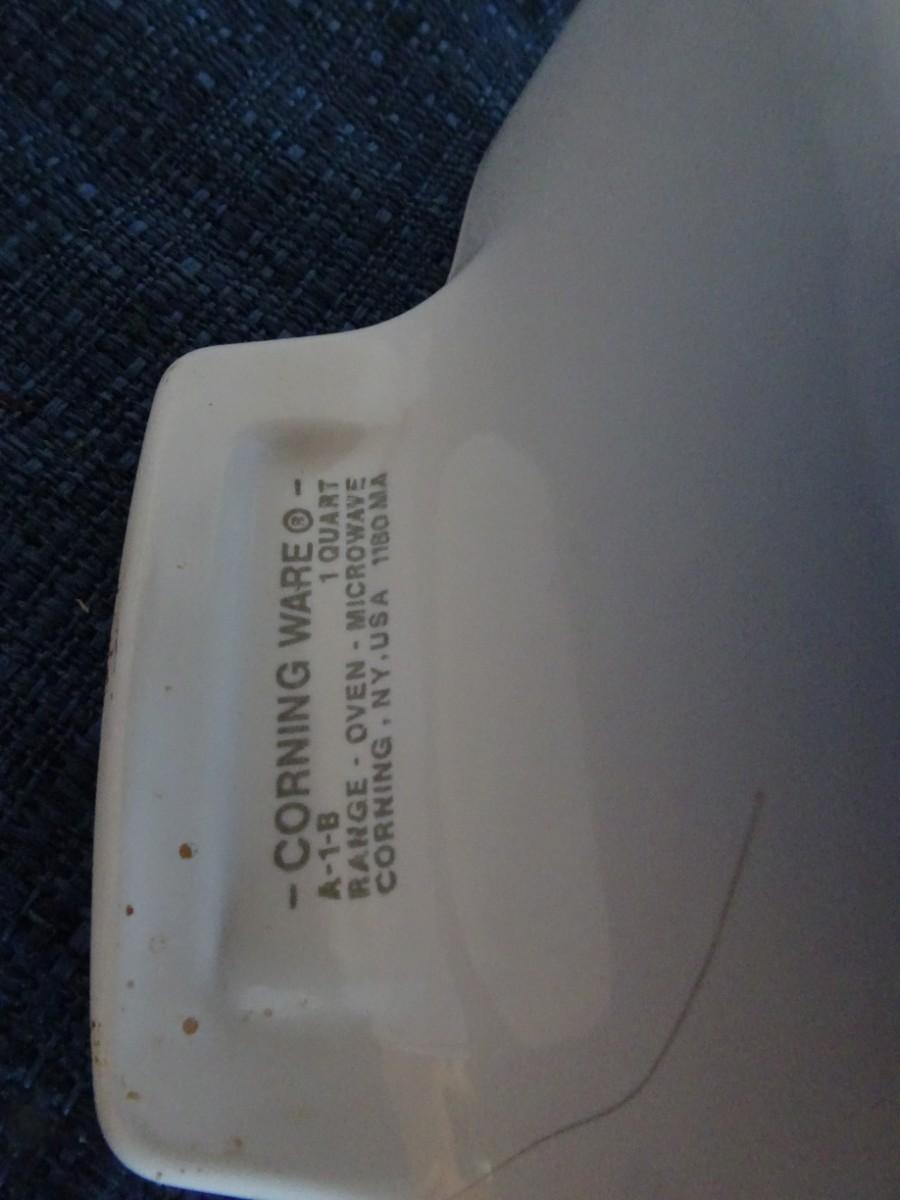 - CORNING WARE ® -
A-1-B 1 QUART
RANGE - OVEN - MICROWAVE
CORNING , NY. USA 1180 MA